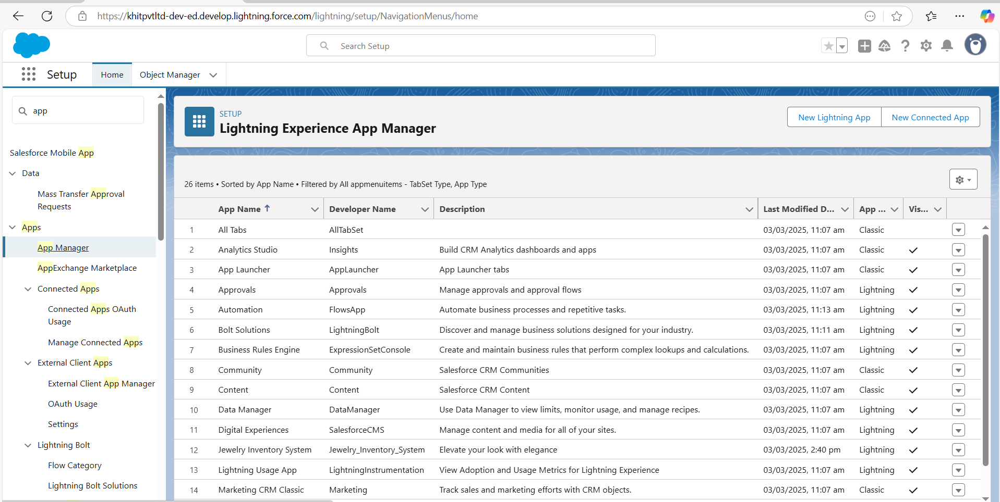 https://khitpvtltd-dev-ed.develop.lightning.force.com/lightning/setup/NavigationMenus/home
Search Setup
Setup
Home
Object Manager
app
Salesforce Mobile App
Data
Mass Transfer Approval
Requests
Apps
App Manager
AppExchange Marketplace
Connected Apps
Connected Apps OAuth
Usage
Manage Connected Apps
External Client Apps
External Client App Manager
OAuth Usage
Settings
Lightning Bolt
Flow Category
Lightning Bolt Solutions
SETUP
Lightning Experience App Manager
New Lightning App
New Connected App
26 items • Sorted by App Name • Filtered by All appmenuitems - TabSet Type, App Type
App Name Developer Name Description Last Modified D... App ... Vis...
1 All Tabs AllTabSet 03/03/2025, 11:07 am Classic
2 Analytics Studio Insights Build CRM Analytics dashboards and apps 03/03/2025, 11:07 am Classic
3 App Launcher AppLauncher App Launcher tabs 03/03/2025, 11:07 am Classic
4 Approvals Approvals Manage approvals and approval flows 03/03/2025, 11:07 am Lightning
5 Automation FlowsApp Automate business processes and repetitive tasks. 03/03/2025, 11:13 am Lightning
6 Bolt Solutions LightningBolt Discover and manage business solutions designed for your industry. 03/03/2025, 11:11 am Lightning
7 Business Rules Engine ExpressionSetConsole Create and maintain business rules that perform complex lookups and calculations. 03/03/2025, 11:07 am Lightning
8 Community Community Salesforce CRM Communities 03/03/2025, 11:07 am Classic
9 Content Content Salesforce CRM Content 03/03/2025, 11:07 am Classic
10 Data Manager DataManager Use Data Manager to view limits, monitor usage, and manage recipes. 03/03/2025, 11:07 am Lightning
11 Digital Experiences SalesforceCMS Manage content and media for all of your sites. 03/03/2025, 11:07 am Lightning
12 Jewelry Inventory System Jewelry_Inventory_System Elevate your look with elegance 03/03/2025, 2:40 pm Lightning
13 Lightning Usage App LightningInstrumentation View Adoption and Usage Metrics for Lightning Experience 03/03/2025, 11:07 am Lightning
14 Marketing CRM Classic Marketing Track sales and marketing efforts with CRM objects. 03/03/2025, 11:07 am Classic